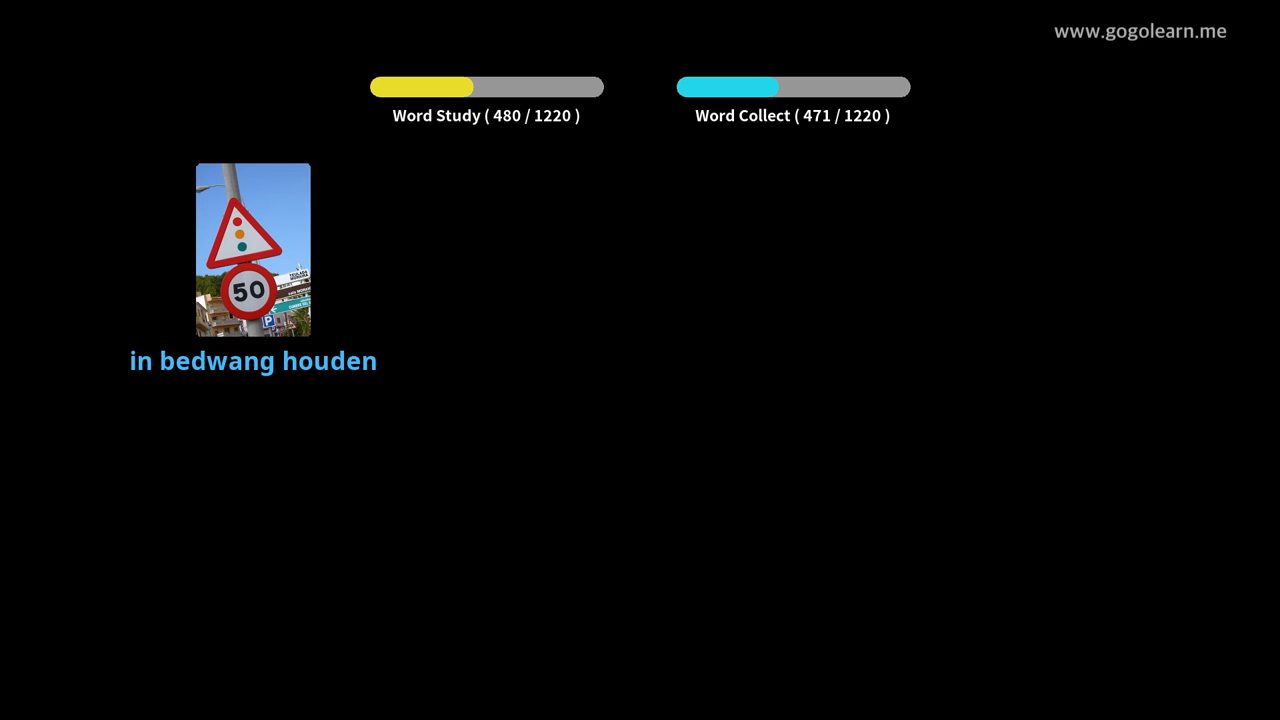 www.gogolearn.me
Word Study ( 480 / 1220 )
Word Collect ( 471 / 1220 )
50
P
in bedwang houden